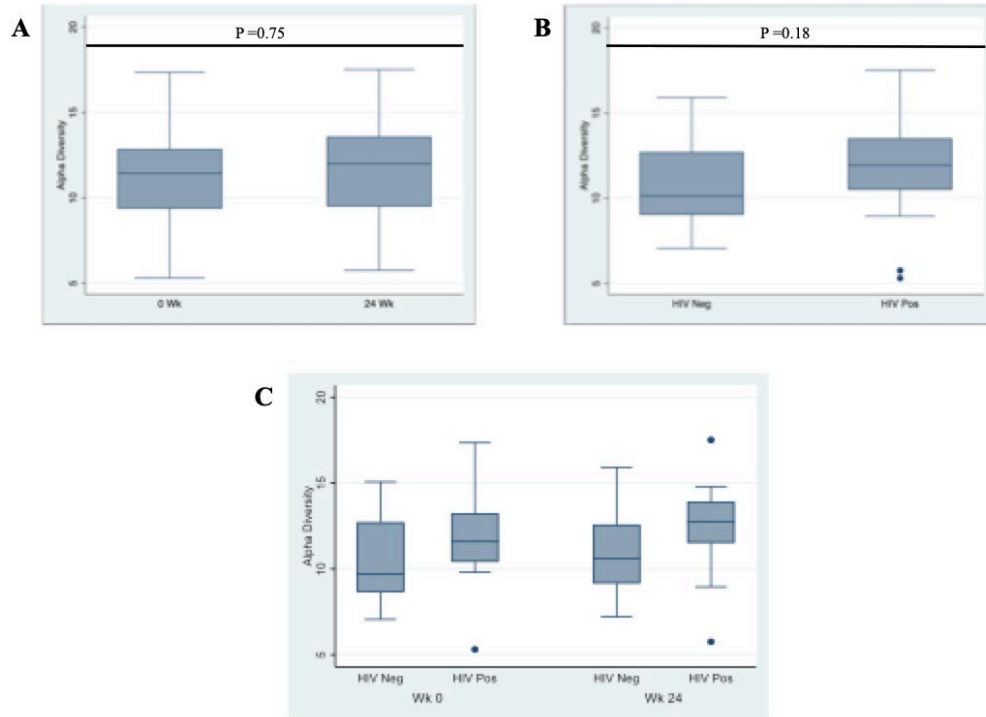 A
P =0.75
20
15
10
5
Alpha Diversity
0 Wk
24 Wk
B
P =0.18
20
15
10
5
Alpha Diversity
HIV Neg
HIV Pos
C
20
15
10
5
Alpha Diversity
HIV Neg HIV Pos HIV Neg HIV Pos
Wk 0 Wk 24